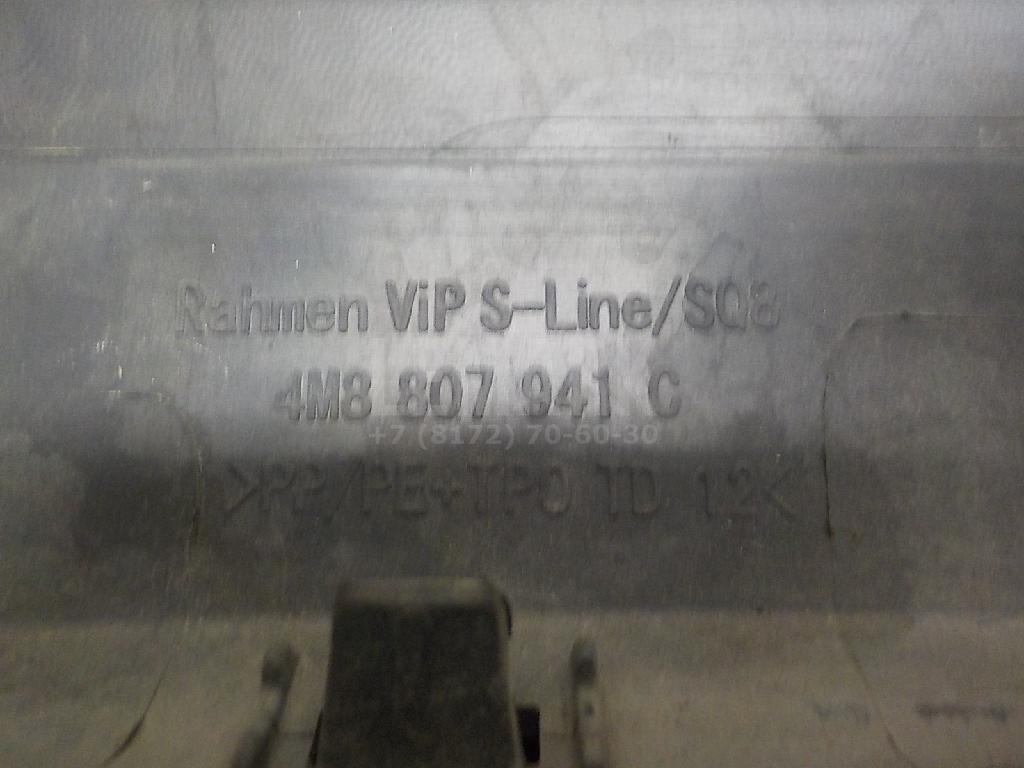 Rahmen ViP S-Line/SQ8
4M8 807 941 C
+7 (8172) 70-60-30
>PP/PE+TPO TD 12<